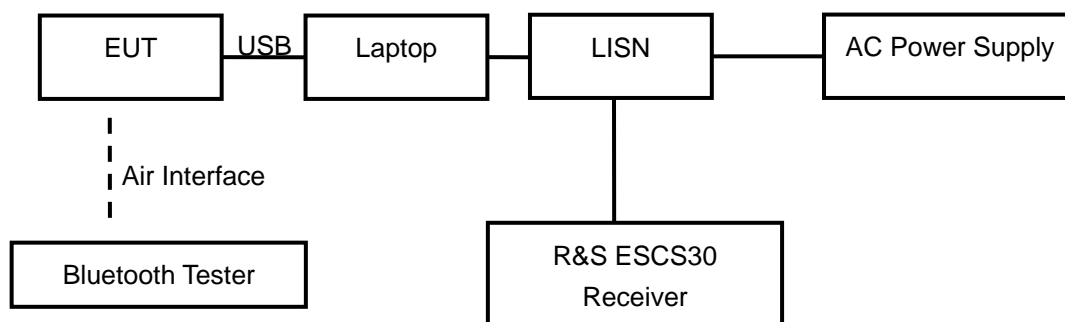 EUT
USB
Laptop
LISN
AC Power Supply
Air Interface
Bluetooth Tester
R&S ESCS30
Receiver